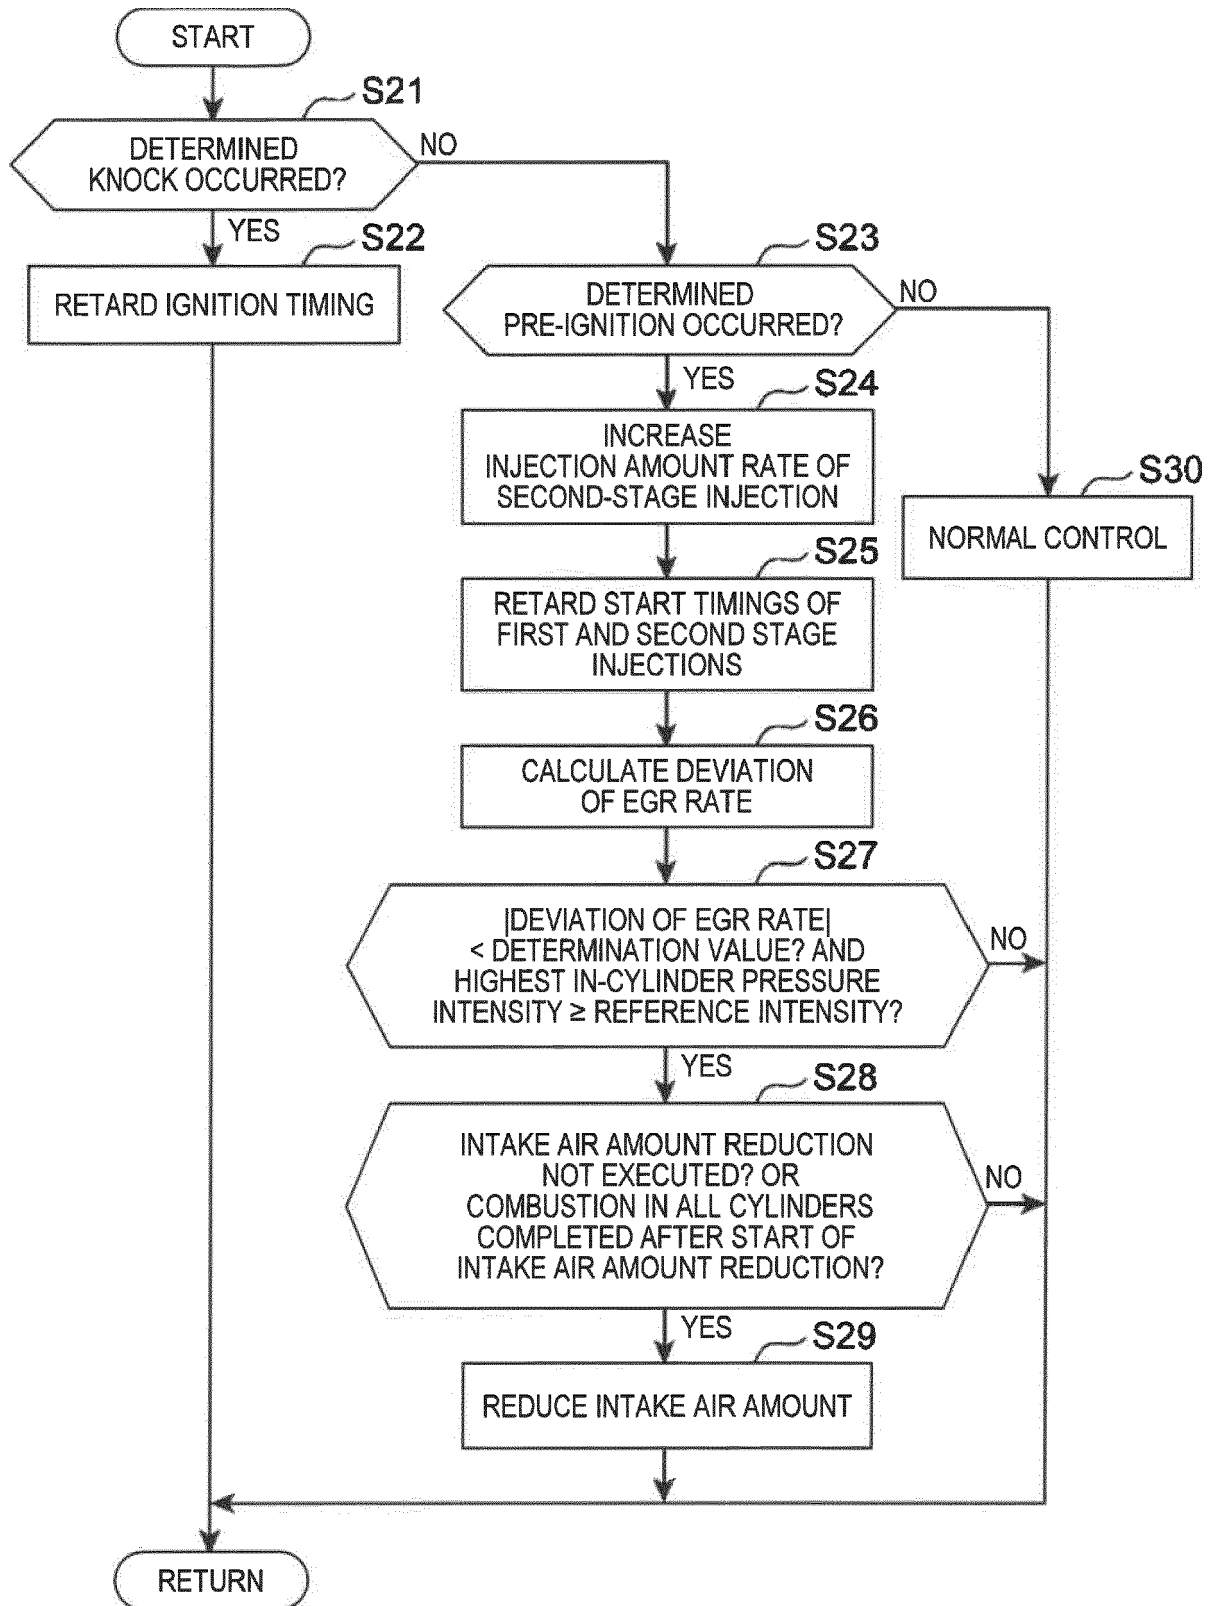 START
S21
DETERMINED
KNOCK OCCURRED?
NO
YES
S22
RETARD IGNITION TIMING
S23
DETERMINED
PRE-IGNITION OCCURRED?
NO
YES
S24
INCREASE
INJECTION AMOUNT RATE OF
SECOND-STAGE INJECTION
S30
NORMAL CONTROL
S25
RETARD START TIMINGS OF
FIRST AND SECOND STAGE
INJECTIONS
S26
CALCULATE DEVIATION
OF EGR RATE
S27
|DEVIATION OF EGR RATE|
< DETERMINATION VALUE? AND
HIGHEST IN-CYLINDER PRESSURE
INTENSITY ≥ REFERENCE INTENSITY?
NO
YES
S28
INTAKE AIR AMOUNT REDUCTION
NOT EXECUTED? OR
COMBUSTION IN ALL CYLINDERS
COMPLETED AFTER START OF
INTAKE AIR AMOUNT REDUCTION?
NO
YES
S29
REDUCE INTAKE AIR AMOUNT
RETURN